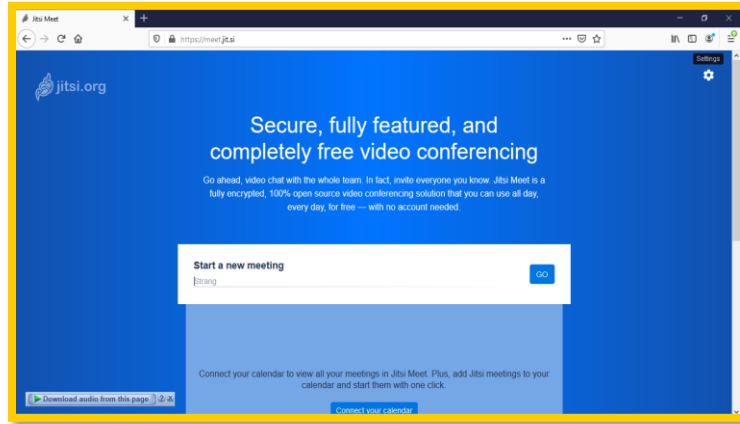 Jitsi Meet
https://meet.jit.si
Settings
jitsi.org
Secure, fully featured, and
completely free video conferencing
Go ahead, video chat with the whole team. In fact, invite everyone you know. Jitsi Meet is a
fully encrypted, 100% open source video conferencing solution that you can use all day,
every day, for free — with no account needed.
Start a new meeting
Strang
GO
Connect your calendar to view all your meetings in Jitsi Meet. Plus, add Jitsi meetings to your
calendar and start them with one click.
Connect your calendar
Download audio from this page